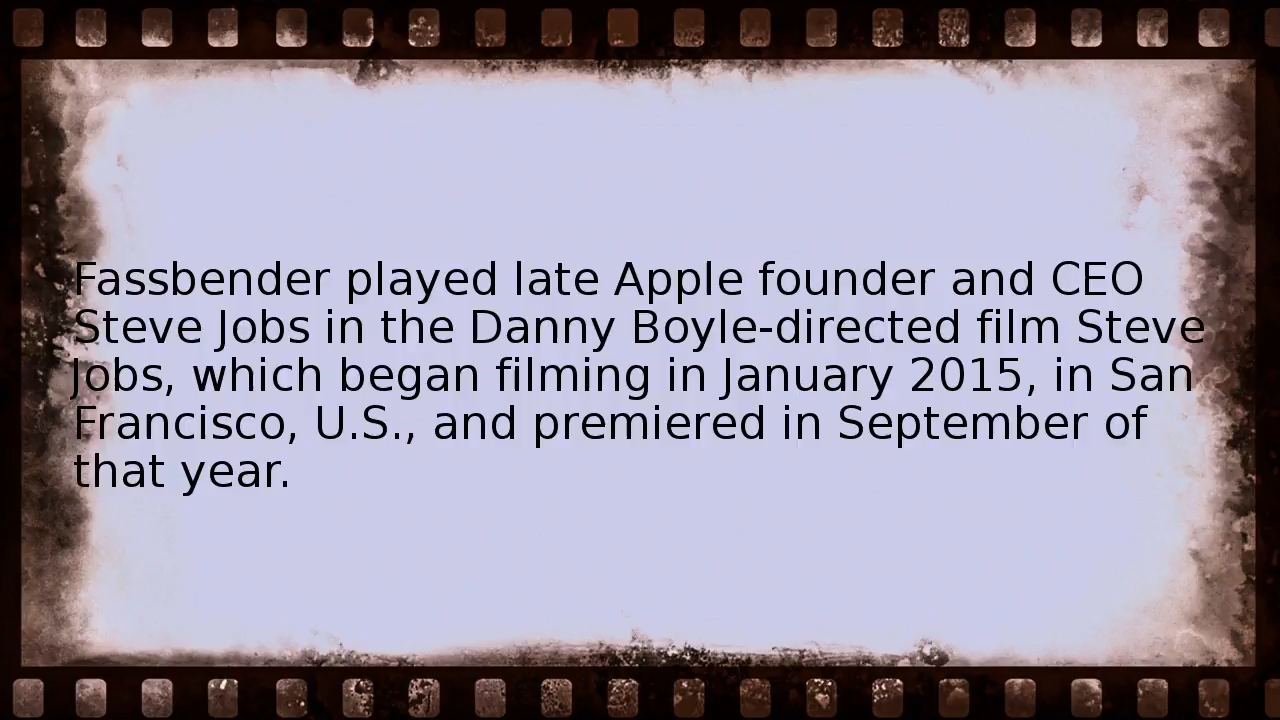 Fassbender played late Apple founder and CEO
Steve Jobs in the Danny Boyle-directed film Steve
Jobs, which began filming in January 2015, in San
Francisco, U.S., and premiered in September of
that year.